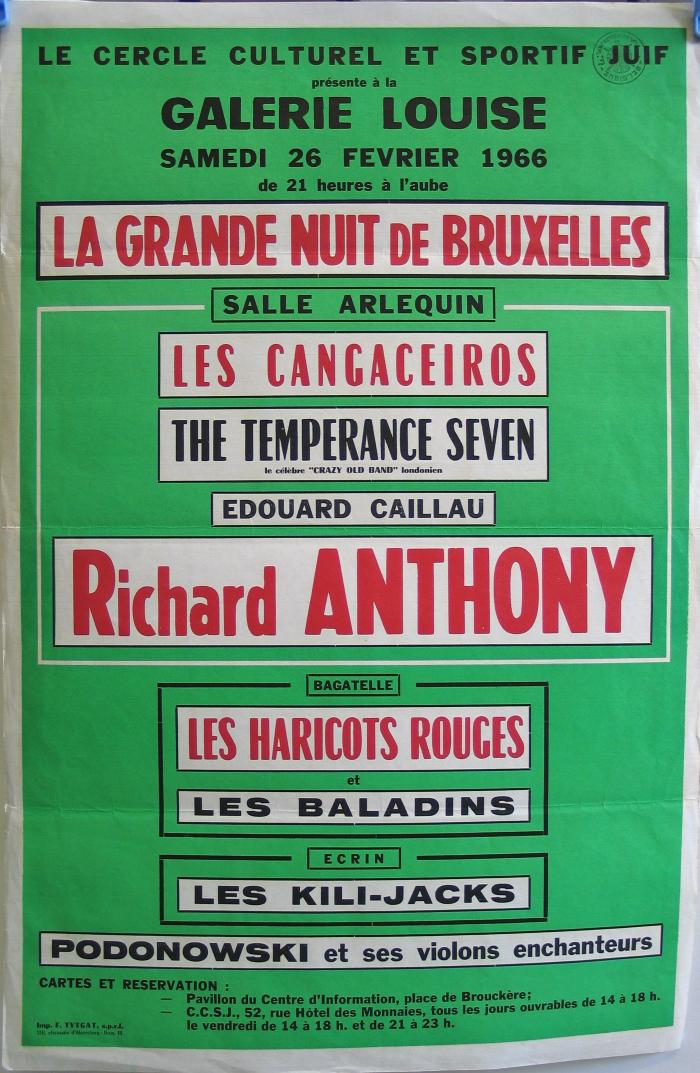 LE CERCLE CULTUREL ET SPORTIF JUIF
présente à la
GALERIE LOUISE
SAMEDI 26 FEVRIER 1966
de 21 heures à l'aube
LA GRANDE NUIT DE BRUXELLES
SALLE ARLEQUIN
LES CANGACEIROS
THE TEMPERANCE SEVEN
le célèbre "CRAZY OLD BAND" londonien
EDOUARD CAILLAU
Richard ANTHONY
BAGATELLE
LES HARICOTS ROUGES
et
LES BALADINS
ECRIN
LES KILI-JACKS
PODONOWSKI et ses violons enchanteurs
CARTES ET RESERVATION :
— Pavillon du Centre d'Information, place de Brouckère;
— C.C.S.J., 52, rue Hôtel des Monnaies, tous les jours ouvrables de 14 à 18 h.
le vendredi de 14 à 18 h. et de 21 à 23 h.
Imp. F. TYTGAT, s.p.r.l.